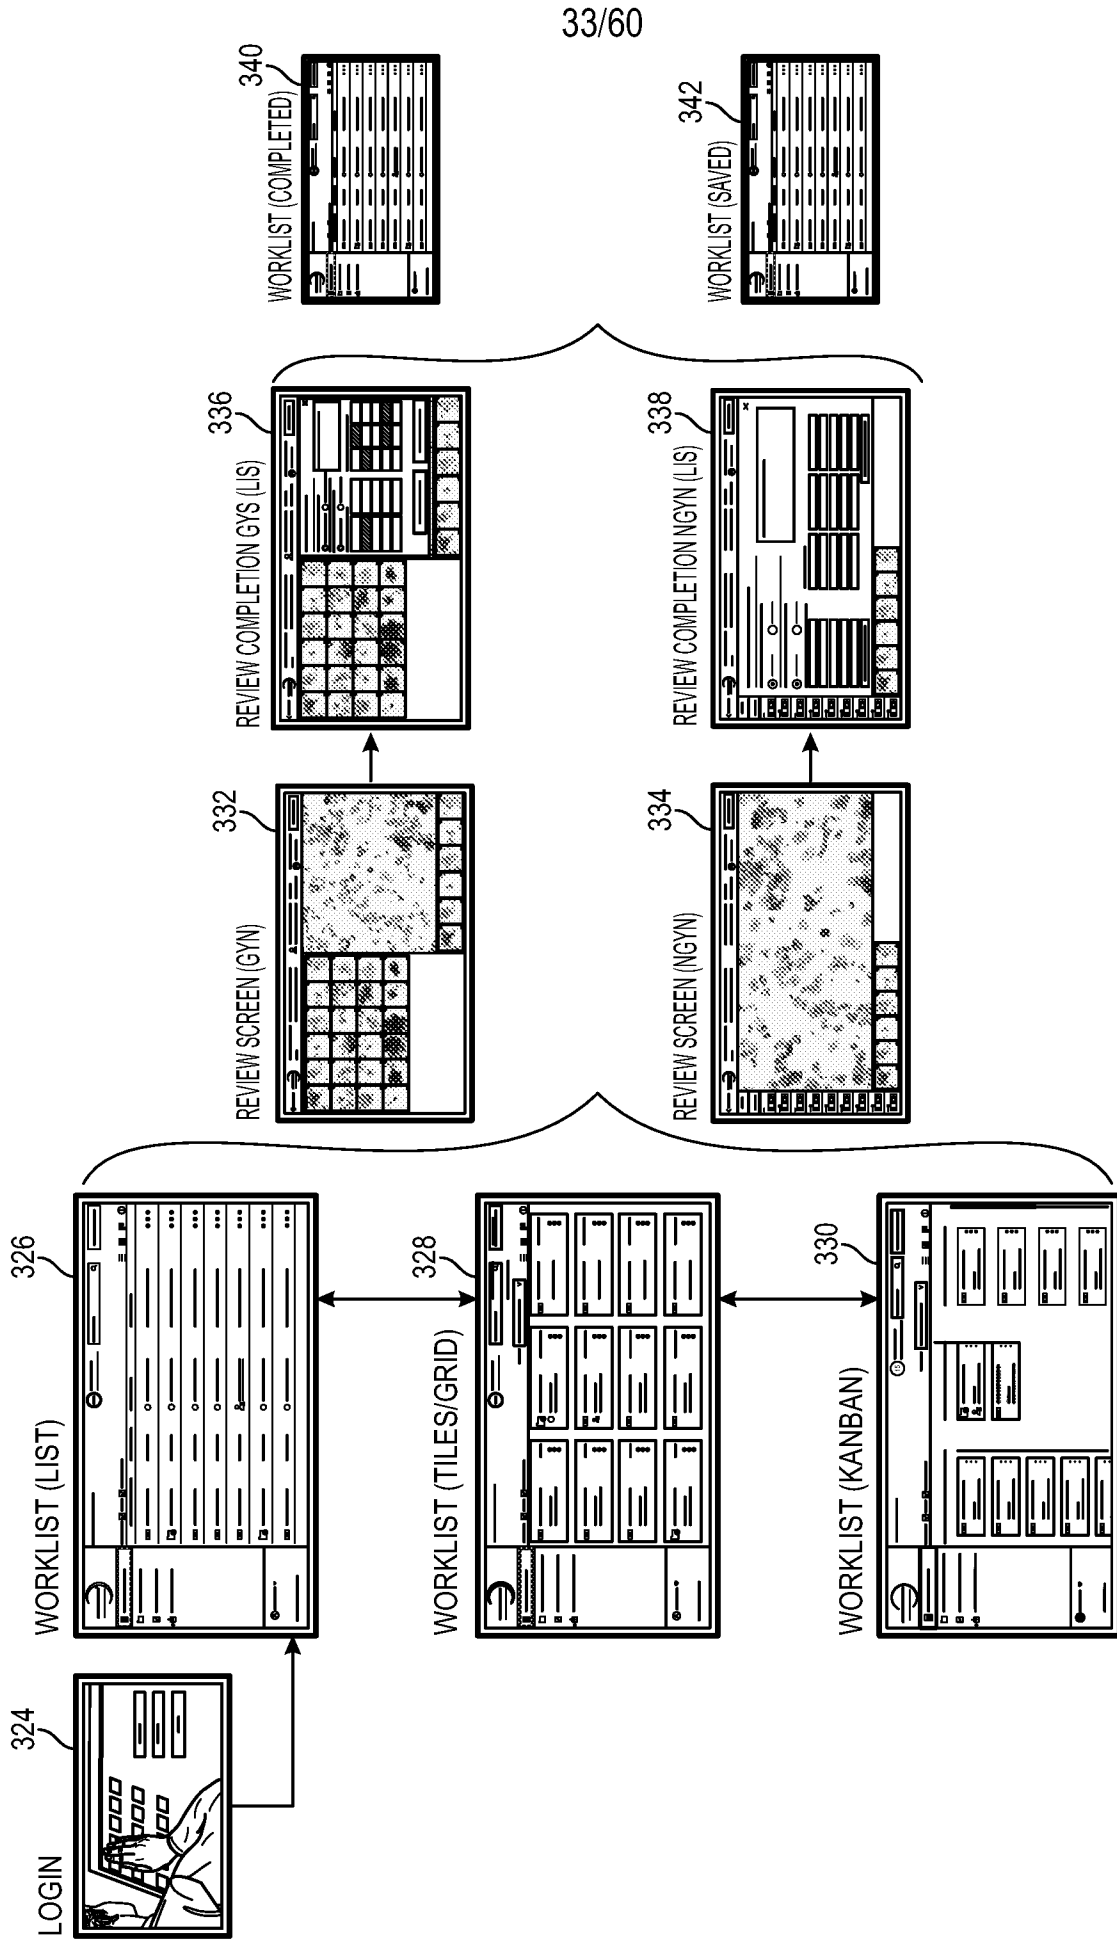 33/60
LOGIN
324
WORKLIST (LIST)
326
WORKLIST (TILES/GRID)
328
WORKLIST (KANBAN)
330
REVIEW SCREEN (GYN)
332
REVIEW SCREEN (NGYN)
334
REVIEW COMPLETION GYS (LIS)
336
REVIEW COMPLETION NGYN (LIS)
338
WORKLIST (COMPLETED)
340
WORKLIST (SAVED)
342